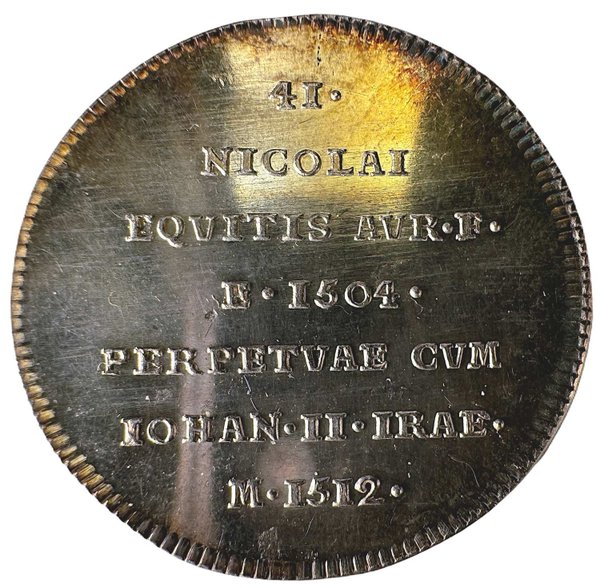 41·
NICOLAI
EQVITIS AVR·F·
E·1504·
PERPETVAE CVM
IOHAN·II·IRAE·
M·1512·